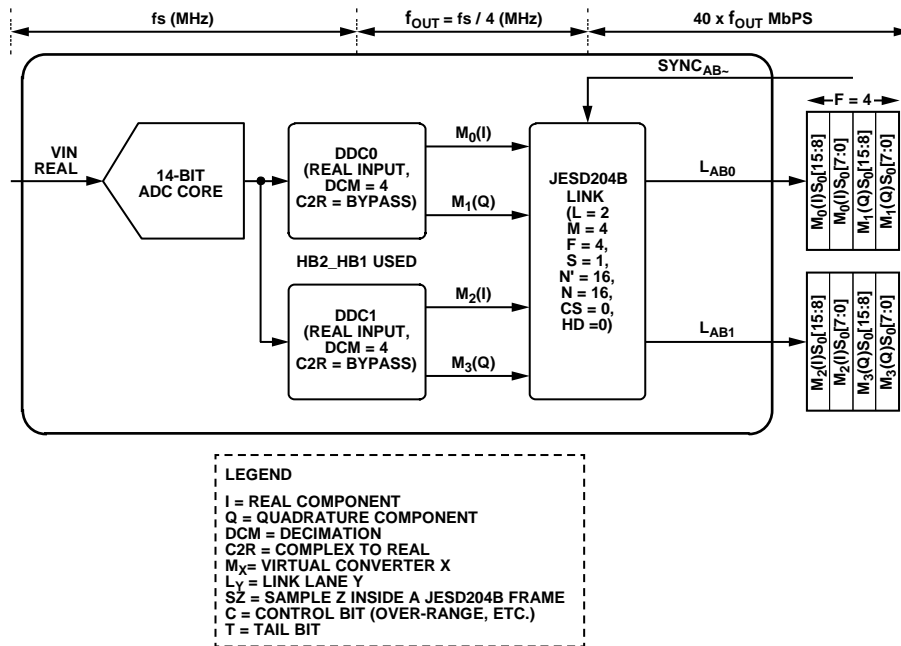 fs (MHz)
fOUT = fs / 4 (MHz)
40 x fOUT MbPS
SYNCAB~
F = 4
VIN
REAL
14-BIT
ADC CORE
DDC0
(REAL INPUT,
DCM = 4
C2R = BYPASS)
M0(I)
M1(Q)
HB2_HB1 USED
DDC1
(REAL INPUT,
DCM = 4
C2R = BYPASS)
M2(I)
M3(Q)
JESD204B
LINK
(L = 2
M = 4
F = 4,
S = 1,
N' = 16,
N = 16,
CS = 0,
HD =0)
LAB0
LAB1
M0(I)S0[15:8]
M0(I)S0[7:0]
M1(Q)S0[15:8]
M1(Q)S0[7:0]
M2(I)S0[15:8]
M2(I)S0[7:0]
M3(Q)S0[15:8]
M3(Q)S0[7:0]
LEGEND
I = REAL COMPONENT
Q = QUADRATURE COMPONENT
DCM = DECIMATION
C2R = COMPLEX TO REAL
MX= VIRTUAL CONVERTER X
LY = LINK LANE Y
SZ = SAMPLE Z INSIDE A JESD204B FRAME
C = CONTROL BIT (OVER-RANGE, ETC.)
T = TAIL BIT